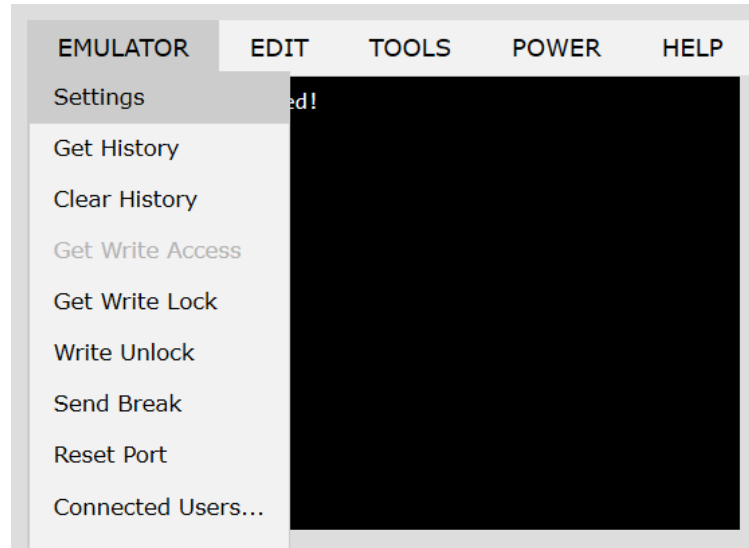 EMULATOR EDIT TOOLS POWER HELP
Settings
ed!
Get History
Clear History
Get Write Access
Get Write Lock
Write Unlock
Send Break
Reset Port
Connected Users...